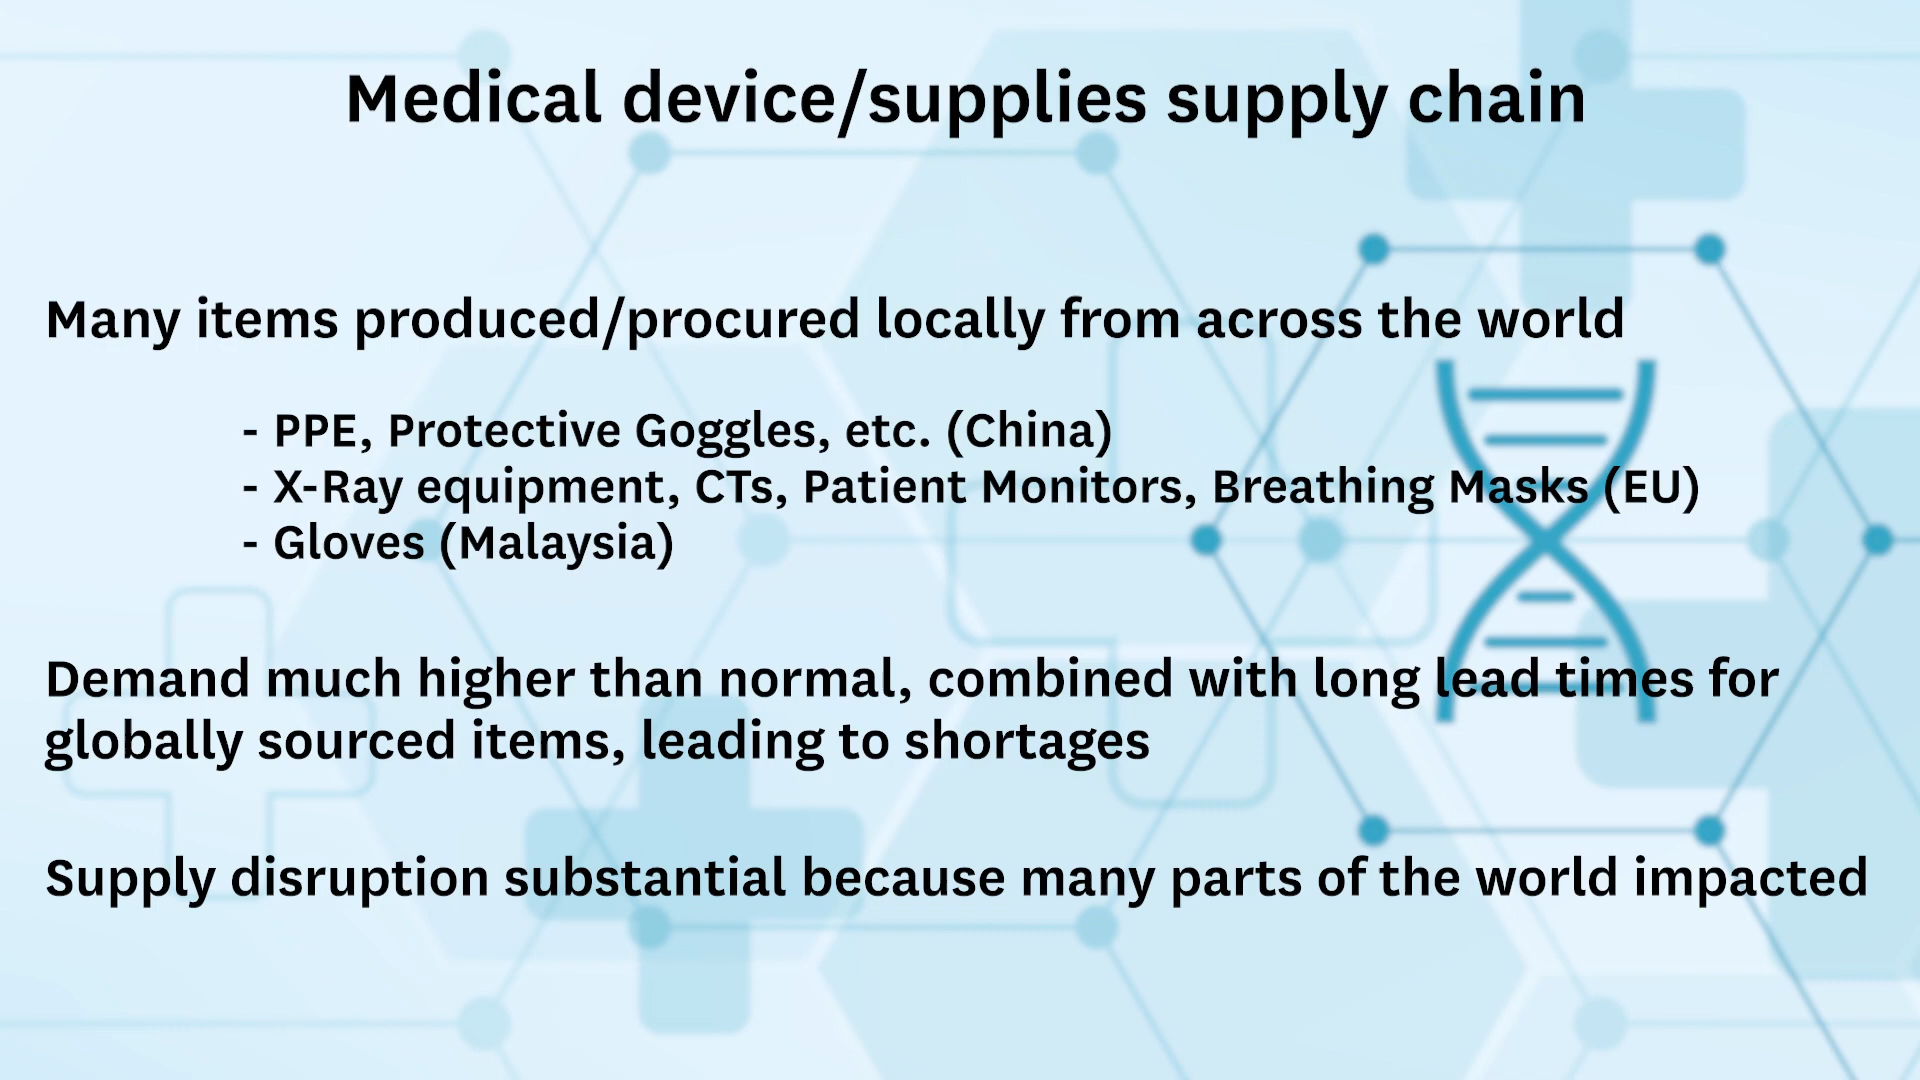 Medical device/supplies supply chain
Many items produced/procured locally from across the world
- PPE, Protective Goggles, etc. (China)
- X-Ray equipment, CTs, Patient Monitors, Breathing Masks (EU)
- Gloves (Malaysia)
Demand much higher than normal, combined with long lead times for
globally sourced items, leading to shortages
Supply disruption substantial because many parts of the world impacted